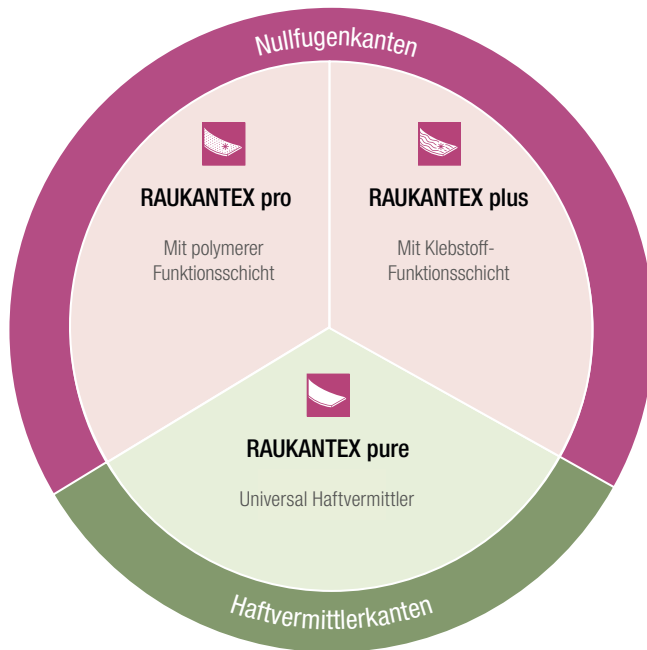 Nullfugenkanten
RAUKANTEX pro
Mit polymerer
Funktionsschicht
RAUKANTEX plus
Mit Klebstoff-
Funktionsschicht
RAUKANTEX pure
Universal Haftvermittler
Haftvermittlerkanten